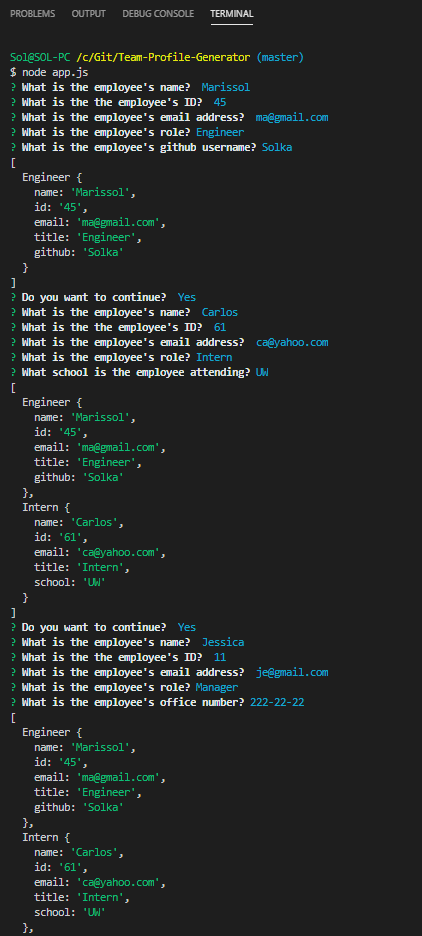 PROBLEMS OUTPUT DEBUG CONSOLE TERMINAL
Sol@SOL-PC /c/Git/Team-Profile-Generator (master)
$ node app.js
? What is the employee's name? Marissol
? What is the the employee's ID? 45
? What is the employee's email address? ma@gmail.com
? What is the employee's role? Engineer
? What is the employee's github username? Solka
[
  Engineer {
    name: 'Marissol',
    id: '45',
    email: 'ma@gmail.com',
    title: 'Engineer',
    github: 'Solka'
  }
]
? Do you want to continue? Yes
? What is the employee's name? Carlos
? What is the the employee's ID? 61
? What is the employee's email address? ca@yahoo.com
? What is the employee's role? Intern
? What school is the employee attending? UW
[
  Engineer {
    name: 'Marissol',
    id: '45',
    email: 'ma@gmail.com',
    title: 'Engineer',
    github: 'Solka'
  },
  Intern {
    name: 'Carlos',
    id: '61',
    email: 'ca@yahoo.com',
    title: 'Intern',
    school: 'UW'
  }
]
? Do you want to continue? Yes
? What is the employee's name? Jessica
? What is the the employee's ID? 11
? What is the employee's email address? je@gmail.com
? What is the employee's role? Manager
? What is the employee's office number? 222-22-22
[
  Engineer {
    name: 'Marissol',
    id: '45',
    email: 'ma@gmail.com',
    title: 'Engineer',
    github: 'Solka'
  },
  Intern {
    name: 'Carlos',
    id: '61',
    email: 'ca@yahoo.com',
    title: 'Intern',
    school: 'UW'
  },